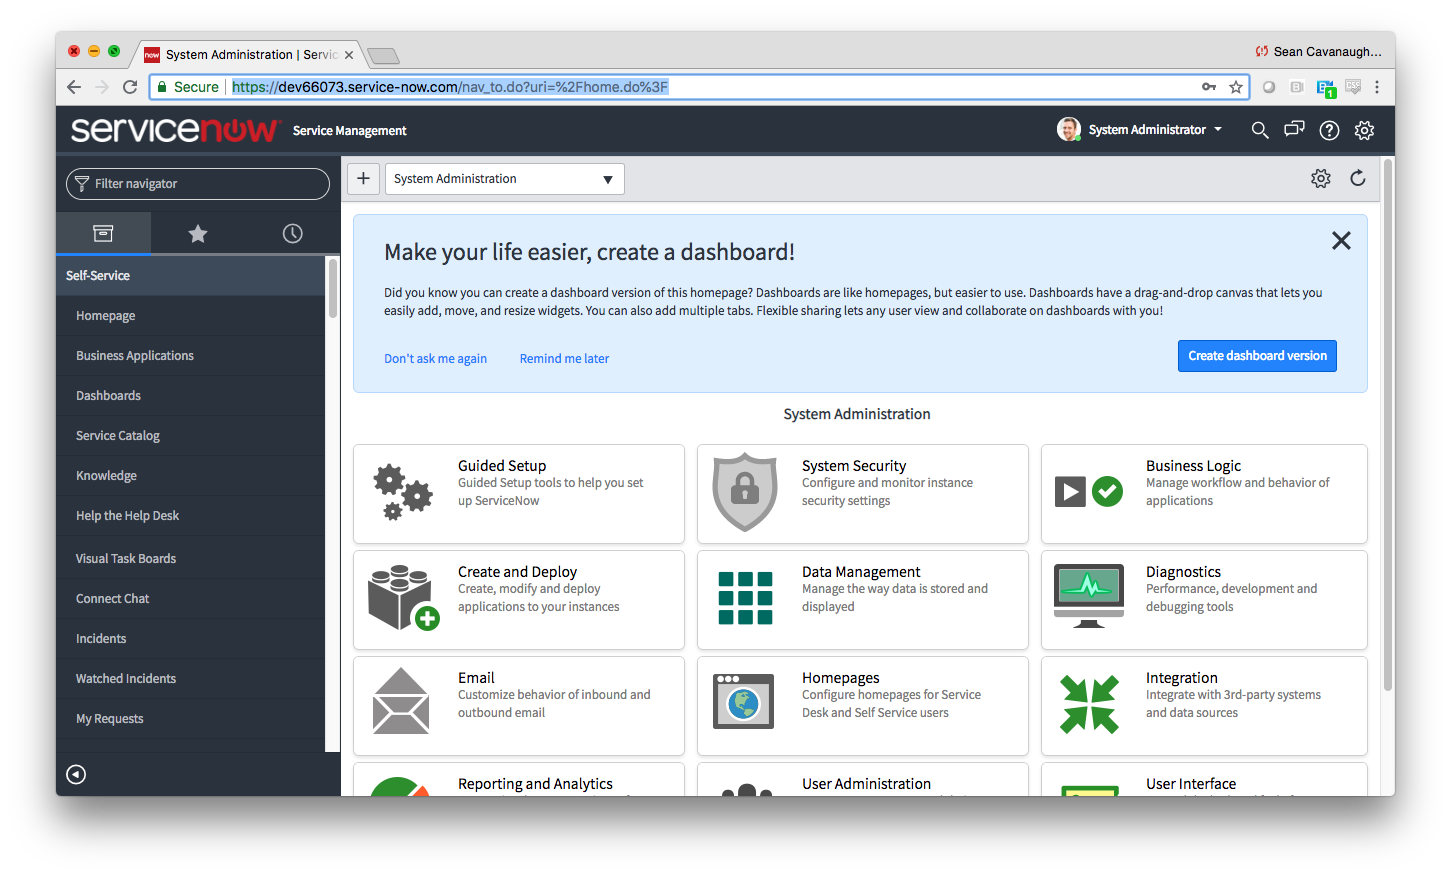 now System Administration | Servic
Sean Cavanaugh...
Secure https://dev66073.service-now.com/nav_to.do?uri=%2Fhome.do%3F
1
servicenow Service Management
System Administrator
Filter navigator
System Administration
Self-Service
Homepage
Business Applications
Dashboards
Service Catalog
Knowledge
Help the Help Desk
Visual Task Boards
Connect Chat
Incidents
Watched Incidents
My Requests
Make your life easier, create a dashboard!
Did you know you can create a dashboard version of this homepage? Dashboards are like homepages, but easier to use. Dashboards have a drag-and-drop canvas that lets you
easily add, move, and resize widgets. You can also add multiple tabs. Flexible sharing lets any user view and collaborate on dashboards with you!
Don't ask me again
Remind me later
Create dashboard version
System Administration
Guided Setup
Guided Setup tools to help you set
up ServiceNow
System Security
Configure and monitor instance
security settings
Business Logic
Manage workflow and behavior of
applications
Create and Deploy
Create, modify and deploy
applications to your instances
Data Management
Manage the way data is stored and
displayed
Diagnostics
Performance, development and
debugging tools
Email
Customize behavior of inbound and
outbound email
Homepages
Configure homepages for Service
Desk and Self Service users
Integration
Integrate with 3rd-party systems
and data sources
Reporting and Analytics
User Administration
User Interface